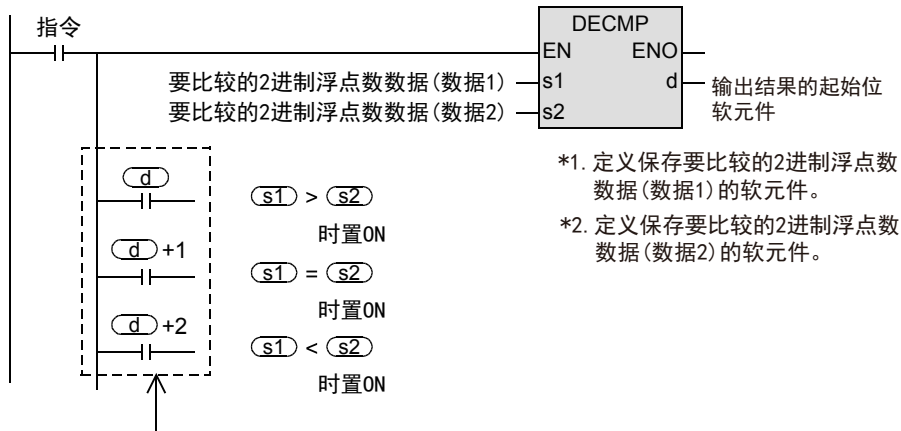 指令
DECMP
EN ENO
要比较的2进制浮点数数据(数据1) s1 d 输出结果的起始位
要比较的2进制浮点数数据(数据2) s2 软元件
*1. 定义保存要比较的2进制浮点数
数据(数据1)的软元件。
*2. 定义保存要比较的2进制浮点数
数据(数据2)的软元件。
d
s1 > s2
时置ON
d +1
s1 = s2
时置ON
d +2
s1 < s2
时置ON